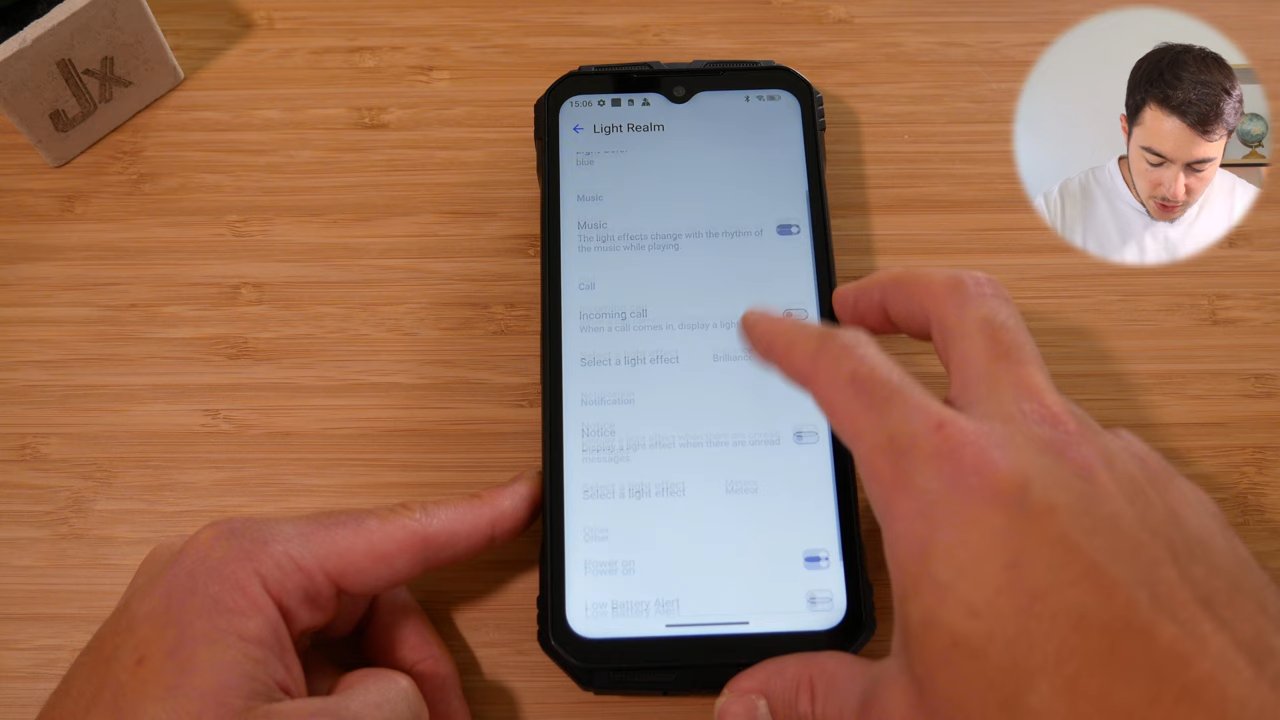 Jx
15:06
Light Realm
blue
Music
Music
The light effects change with the rhythm of
the music while playing.
Call
Incoming call
When a call comes in, display a light
Select a light effect
Notification
Notice
Display a light effect when there are unread
messages.
Select a light effect Meteor
Other
Power on
Low Battery Alert